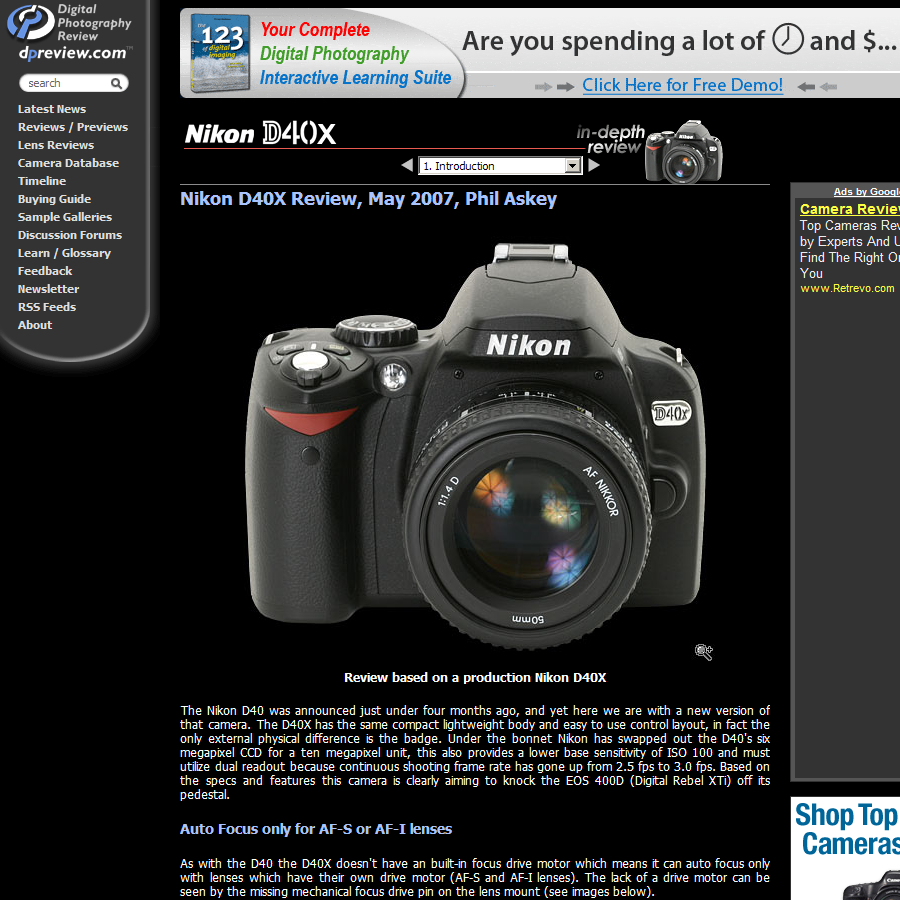 Digital
Photography
Review
dpreview.com
search
Latest News
Reviews / Previews
Lens Reviews
Camera Database
Timeline
Buying Guide
Sample Galleries
Discussion Forums
Learn / Glossary
Feedback
Newsletter
RSS Feeds
About
the 123 of digital imaging
Your Complete
Digital Photography
Interactive Learning Suite
Are you spending a lot of and $...
Click Here for Free Demo!
Nikon D40X
in-depth
review
1. Introduction
Nikon D40X Review, May 2007, Phil Askey
Nikon
D40x
1:1.4 D
AF NIKKOR
50mm
Review based on a production Nikon D40X
The Nikon D40 was announced just under four months ago, and yet here we are with a new version of
that camera. The D40X has the same compact lightweight body and easy to use control layout, in fact the
only external physical difference is the badge. Under the bonnet Nikon has swapped out the D40's six
megapixel CCD for a ten megapixel unit, this also provides a lower base sensitivity of ISO 100 and must
utilize dual readout because continuous shooting frame rate has gone up from 2.5 fps to 3.0 fps. Based on
the specs and features this camera is clearly aiming to knock the EOS 400D (Digital Rebel XTi) off its
pedestal.
Auto Focus only for AF-S or AF-I lenses
As with the D40 the D40X doesn't have an built-in focus drive motor which means it can auto focus only
with lenses which have their own drive motor (AF-S and AF-I lenses). The lack of a drive motor can be
seen by the missing mechanical focus drive pin on the lens mount (see images below).
Ads by Googl
Camera Review
Top Cameras Rev
by Experts And U
Find The Right O
You
www.Retrevo.com
Shop Top
Cameras